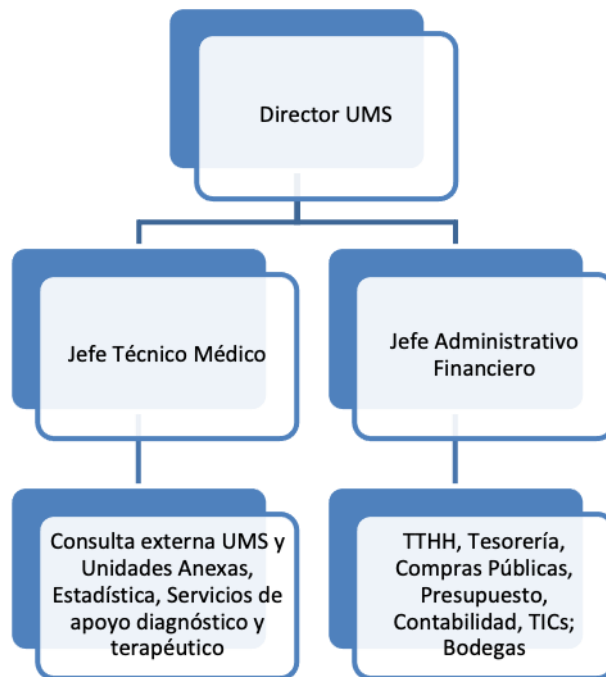 Director UMS
Jefe Técnico Médico
Jefe Administrativo
Financiero
Consulta externa UMS y
Unidades Anexas,
Estadística, Servicios de
apoyo diagnóstico y
terapéutico
TTHH, Tesorería,
Compras Públicas,
Presupuesto,
Contabilidad, TICs;
Bodegas